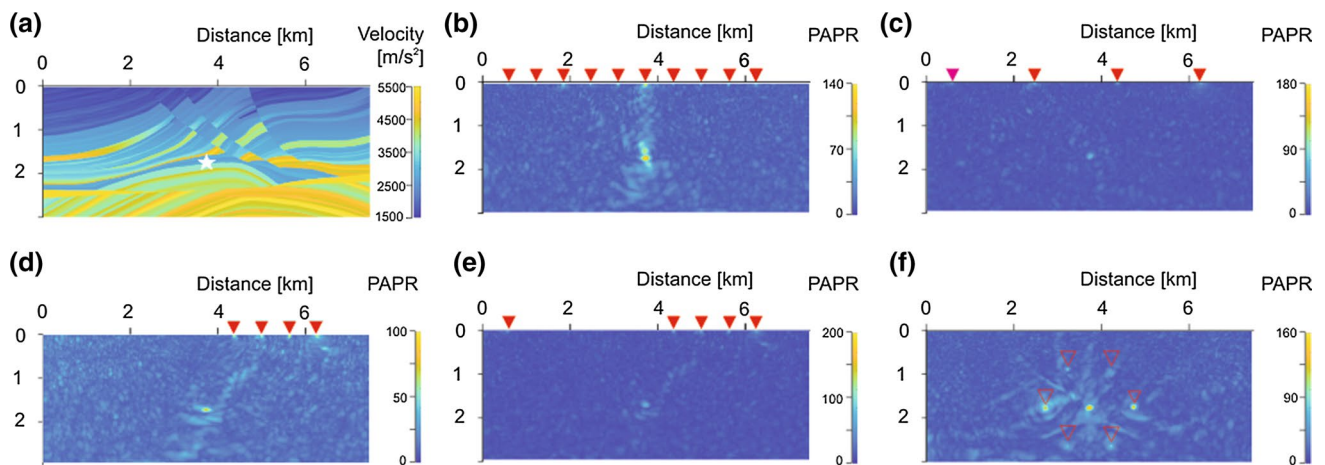 (a)
Distance [km]
Velocity
[m/s²]
0 2 4 6
0
1
2
5500
4500
3500
2500
1500
(b)
Distance [km]
PAPR
0 2 4 6
0
1
2
140
70
0
(c)
Distance [km]
PAPR
0 2 4 6
0
1
2
180
90
0
(d)
Distance [km]
PAPR
0 2 4 6
0
1
2
100
50
0
(e)
Distance [km]
PAPR
0 2 4 6
0
1
2
200
100
0
(f)
Distance [km]
PAPR
0 2 4 6
0
1
2
160
90
0